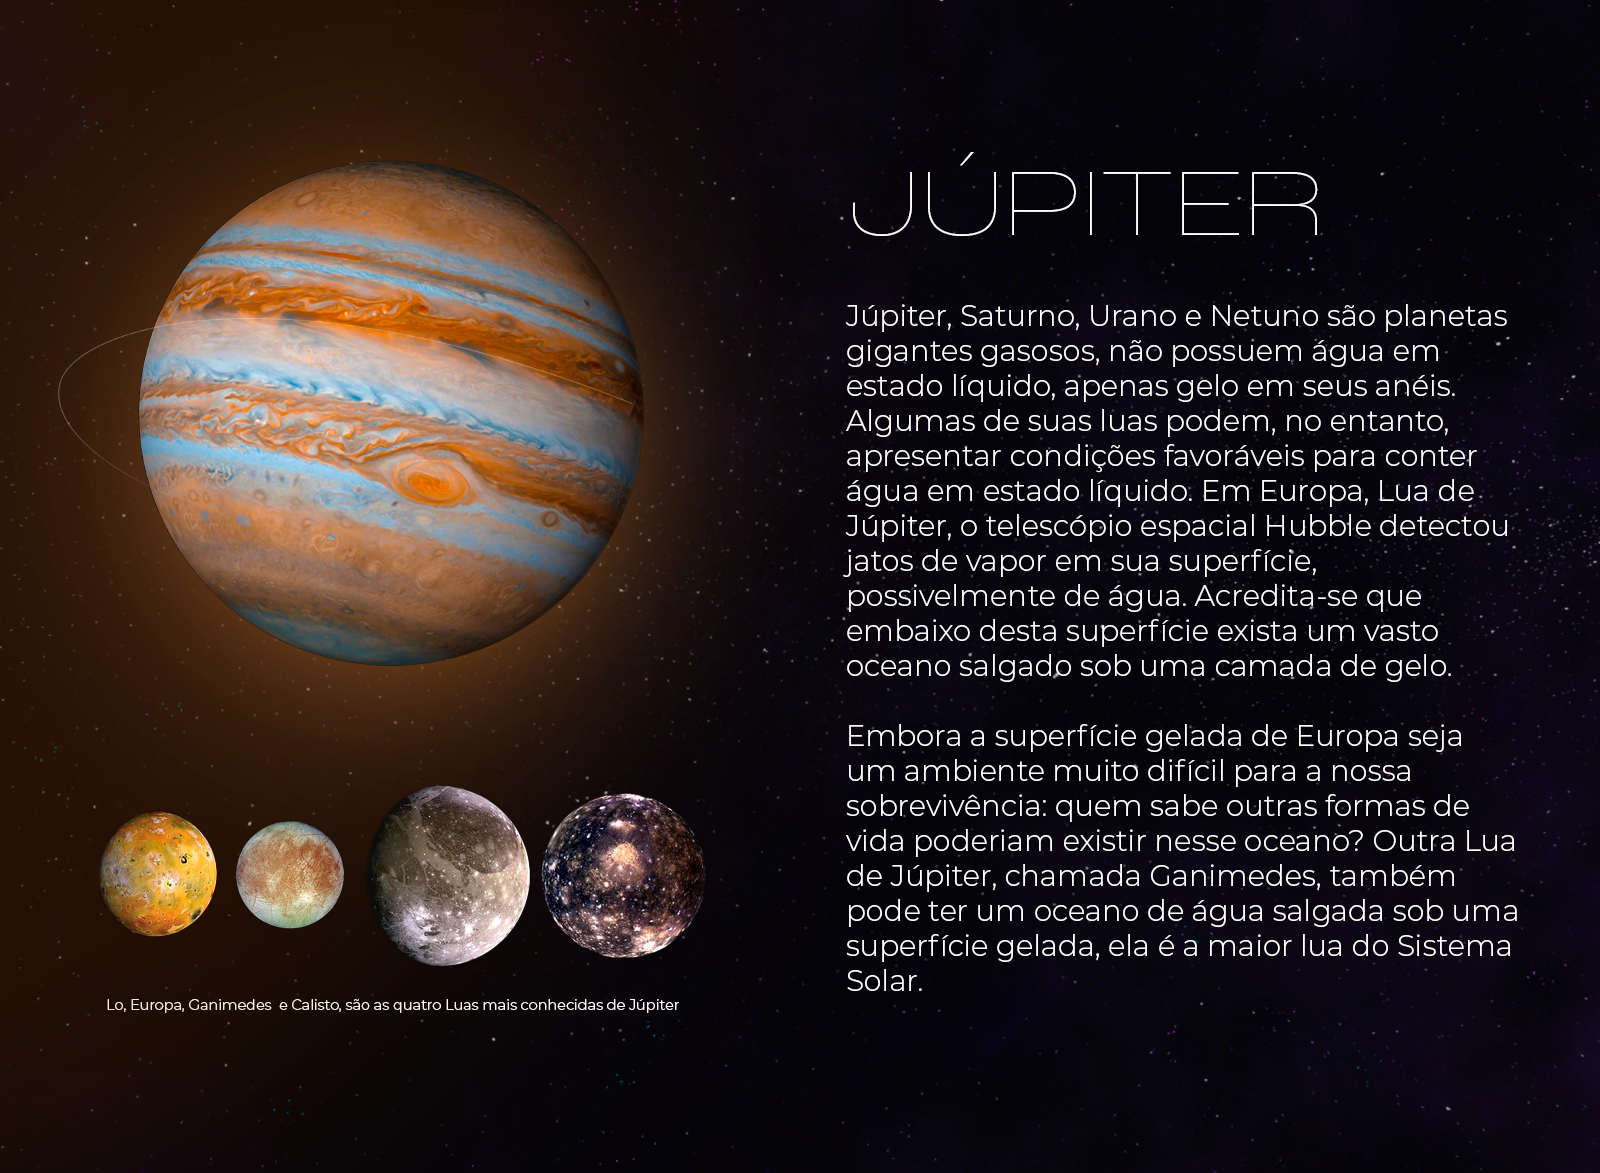 JÚPITER
Júpiter, Saturno, Urano e Netuno são planetas
gigantes gasosos, não possuem água em
estado líquido, apenas gelo em seus anéis.
Algumas de suas luas podem, no entanto,
apresentar condições favoráveis para conter
água em estado líquido. Em Europa, Lua de
Júpiter, o telescópio espacial Hubble detectou
jatos de vapor em sua superfície,
possivelmente de água. Acredita-se que
embaixo desta superfície exista um vasto
oceano salgado sob uma camada de gelo.
Embora a superfície gelada de Europa seja
um ambiente muito difícil para a nossa
sobrevivência: quem sabe outras formas de
vida poderiam existir nesse oceano? Outra Lua
de Júpiter, chamada Ganimedes, também
pode ter um oceano de água salgada sob uma
superfície gelada, ela é a maior lua do Sistema
Solar.
Lo, Europa, Ganimedes e Calisto, são as quatro Luas mais conhecidas de Júpiter